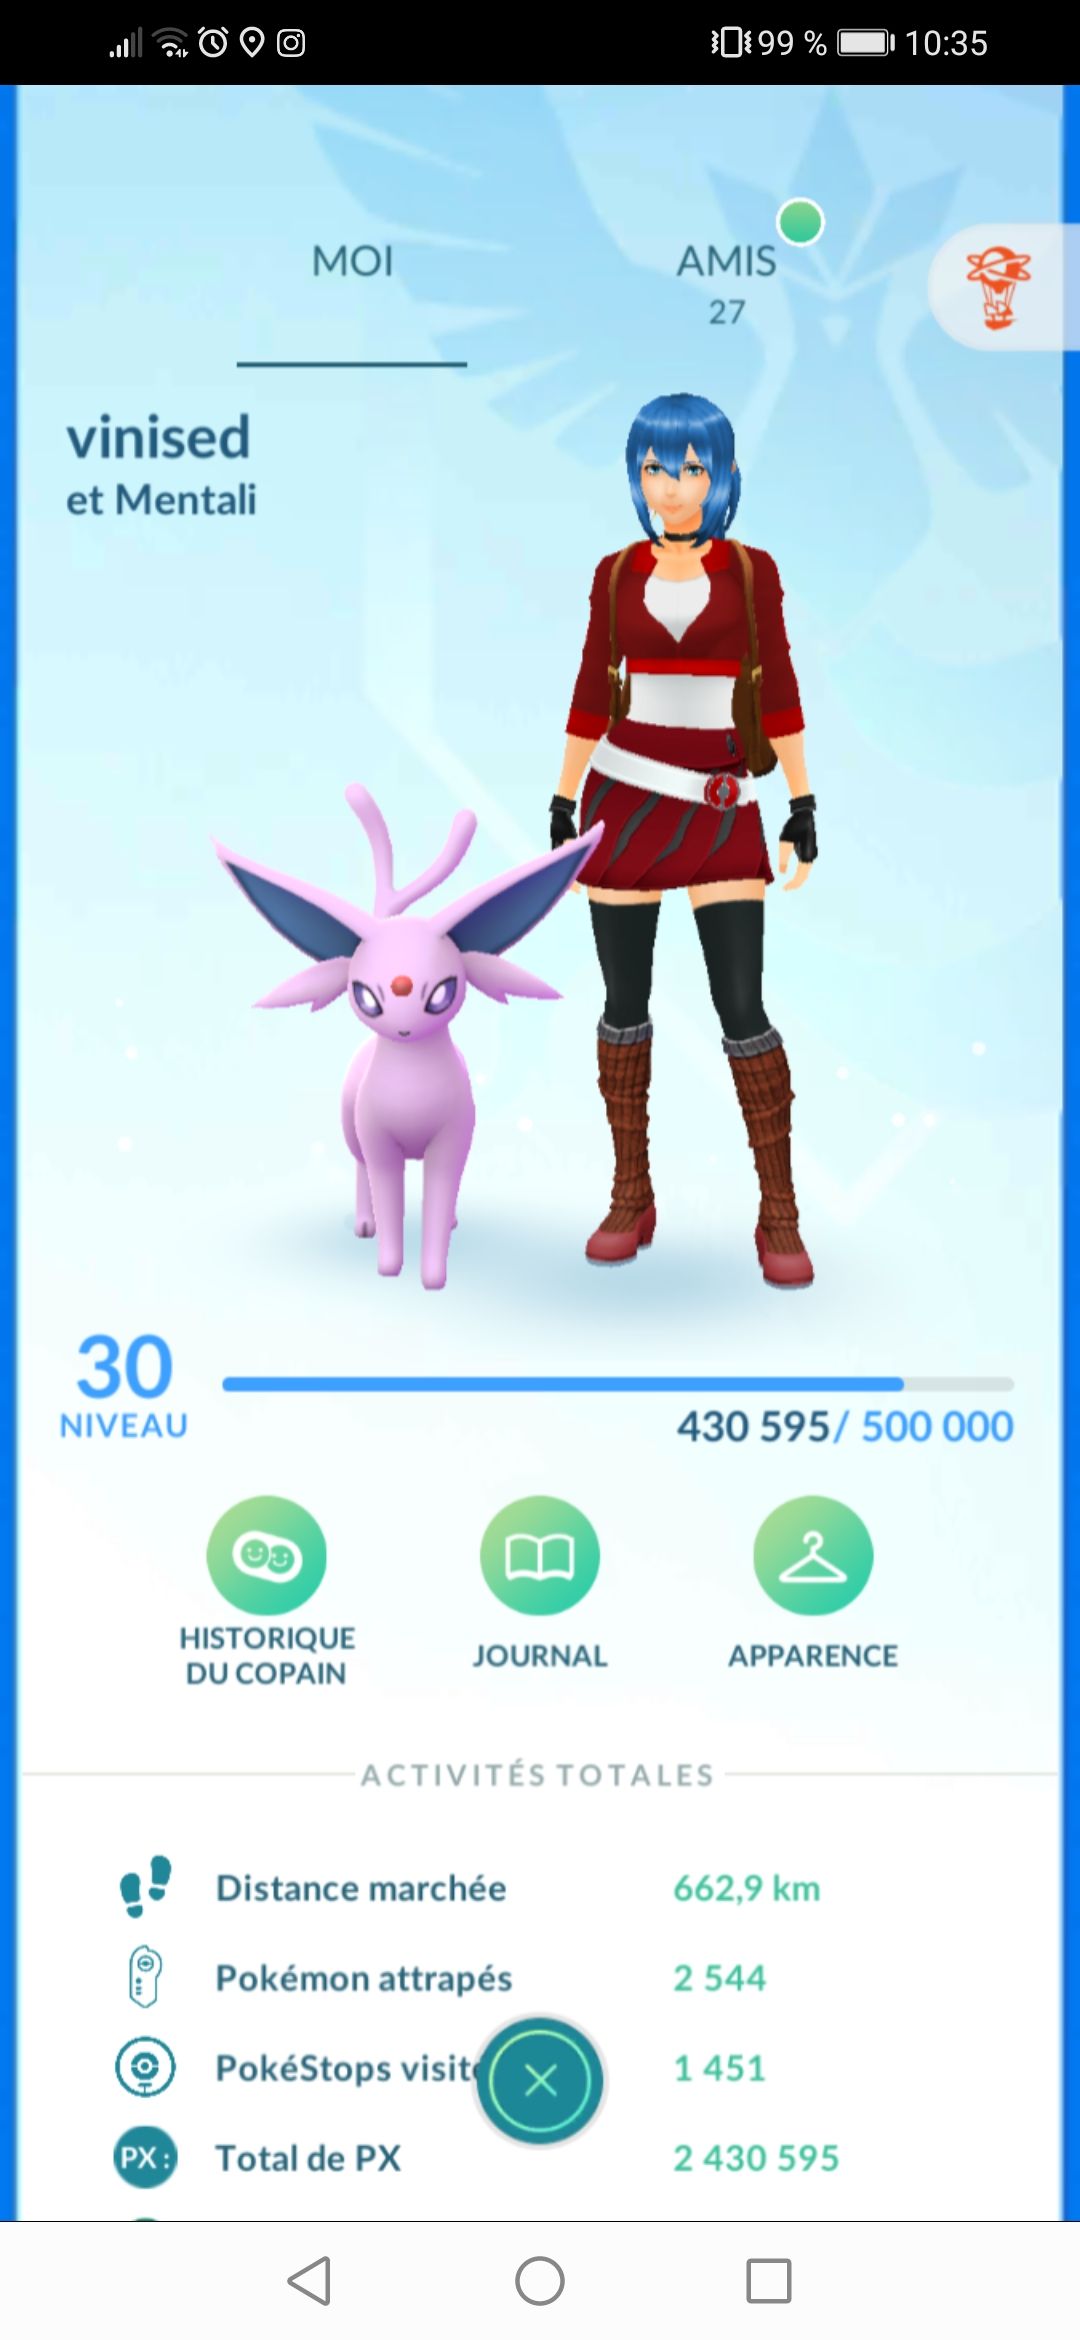 99 % 10:35
MOI
AMIS
27
vinised
et Mentali
30
NIVEAU
430 595/ 500 000
HISTORIQUE
DU COPAIN
JOURNAL
APPARENCE
ACTIVITÉS TOTALES
Distance marchée 662,9 km
Pokémon attrapés 2 544
PokéStops visité 1 451
PX : Total de PX 2 430 595